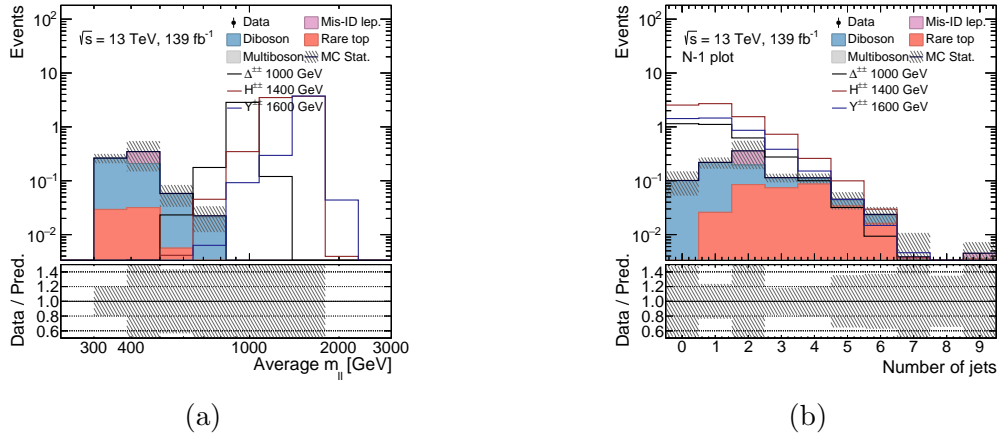 Events
10²
10
1
10⁻¹
10⁻²
√s = 13 TeV, 139 fb⁻¹
Data
Mis-ID lep.
Diboson
Rare top
Multiboson
MC Stat.
Δ±± 1000 GeV
H±± 1400 GeV
Y±± 1600 GeV
Data / Pred.
1.4
1.2
1.0
0.8
0.6
300 400 1000 2000 3000
Average m_ll [GeV]
(a)
Events
10²
10
1
10⁻¹
10⁻²
√s = 13 TeV, 139 fb⁻¹
N-1 plot
Data
Mis-ID lep.
Diboson
Rare top
Multiboson
MC Stat.
Δ±± 1000 GeV
H±± 1400 GeV
Y±± 1600 GeV
Data / Pred.
1.4
1.2
1.0
0.8
0.6
0 1 2 3 4 5 6 7 8 9
Number of jets
(b)